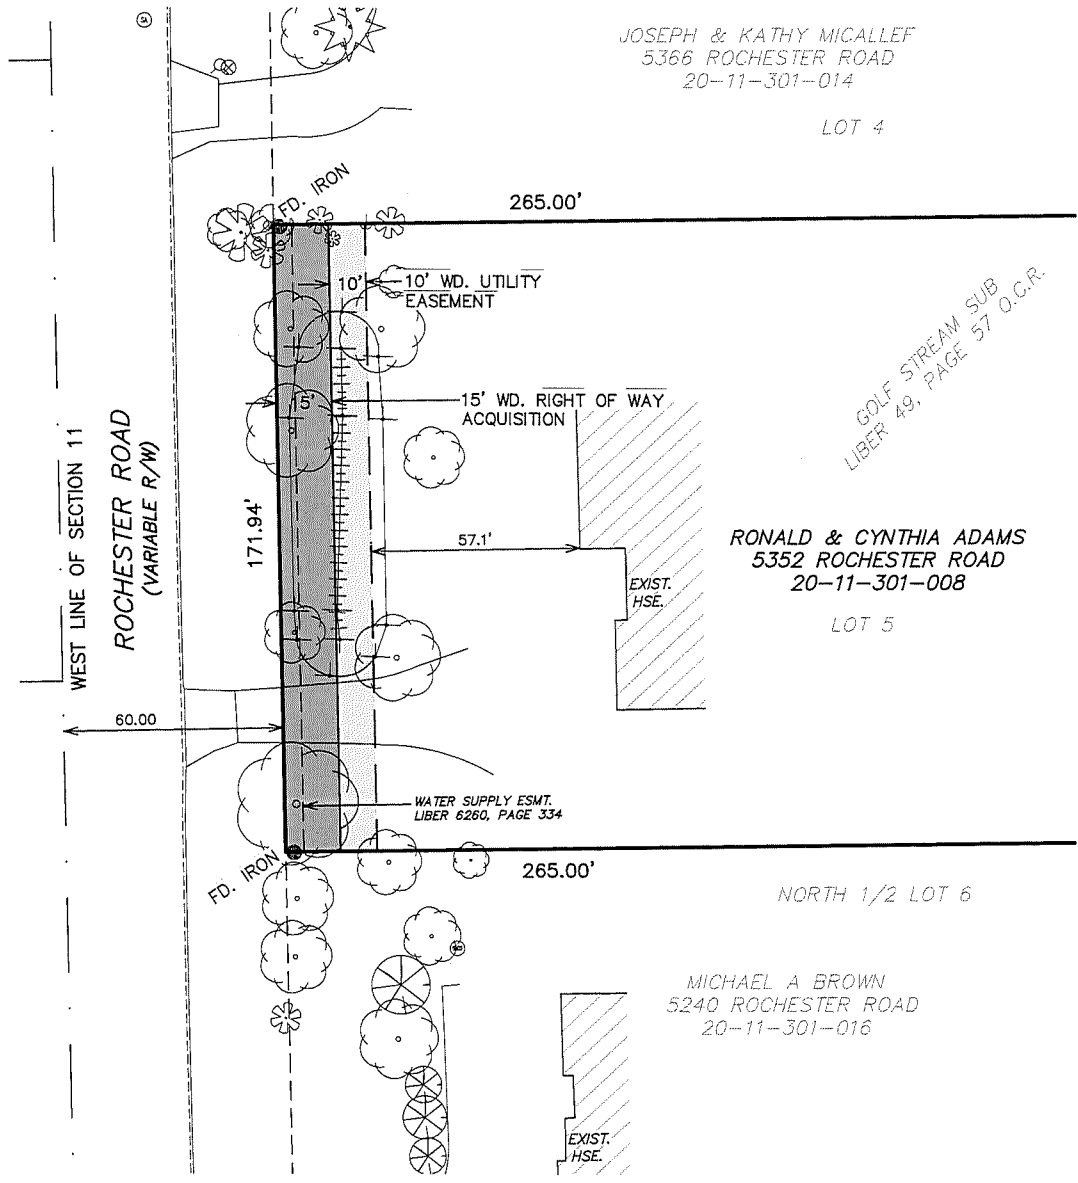 JOSEPH & KATHY MICALLEF
5366 ROCHESTER ROAD
20-11-301-014
LOT 4
FD. IRON
265.00'
10'
10' WD. UTILITY
EASEMENT
GOLF STREAM SUB
LIBER 49, PAGE 57 O.C.R.
15'
15' WD. RIGHT OF WAY
ACQUISITION
WEST LINE OF SECTION 11
ROCHESTER ROAD
(VARIABLE R/W)
171.94'
57.1'
EXIST.
HSE.
RONALD & CYNTHIA ADAMS
5352 ROCHESTER ROAD
20-11-301-008
LOT 5
60.00
WATER SUPPLY ESMT.
LIBER 6260, PAGE 334
FD. IRON
265.00'
NORTH 1/2 LOT 6
MICHAEL A BROWN
5240 ROCHESTER ROAD
20-11-301-016
EXIST.
HSE.